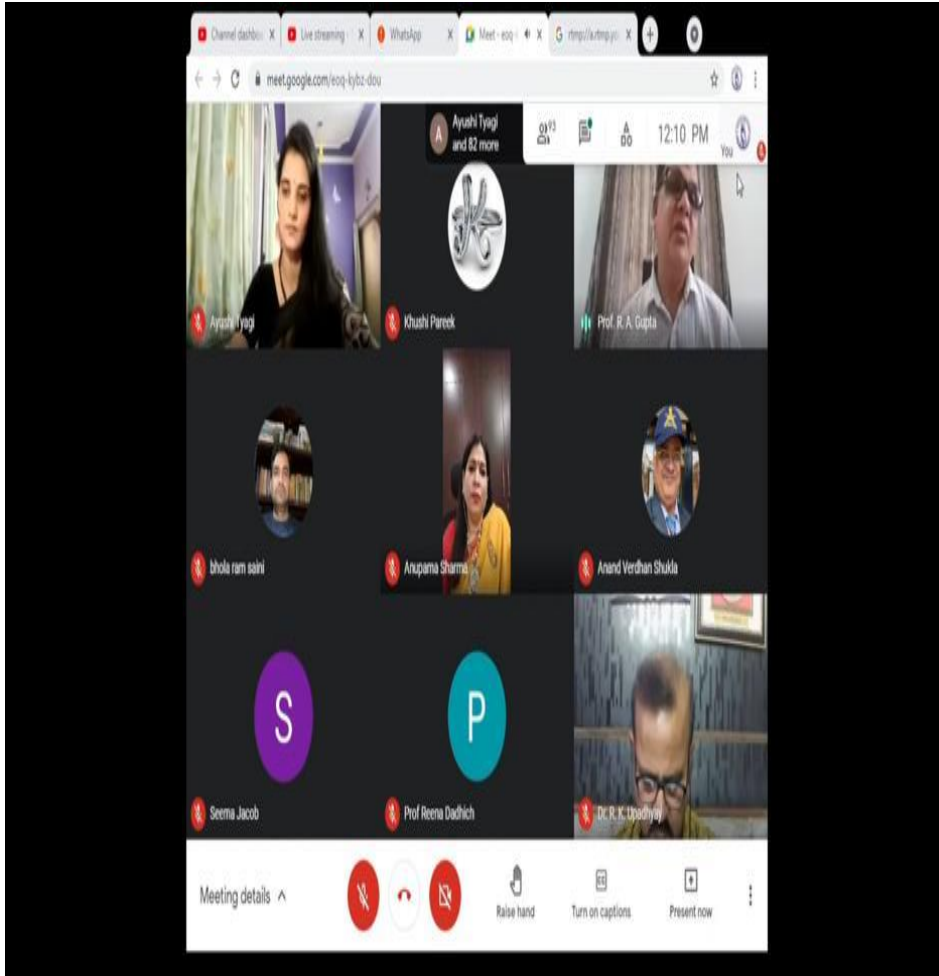 Channel dashbo
Live streaming
WhatsApp
Meet - eoq
rtmp://a.rtmp.yo
meet.google.com/eoq-kybz-dou
A
Ayushi Tyagi
and 82 more
93
12:10 PM
You
Ayushi Tyagi
Khushi Pareek
Prof. R. A. Gupta
bhola ram saini
Anupama Sharma
Anand Verdhan Shukla
S
P
Seema Jacob
Prof Reena Dadhich
Dr. R. K. Upadhyay
Meeting details
Raise hand
Turn on captions
Present now